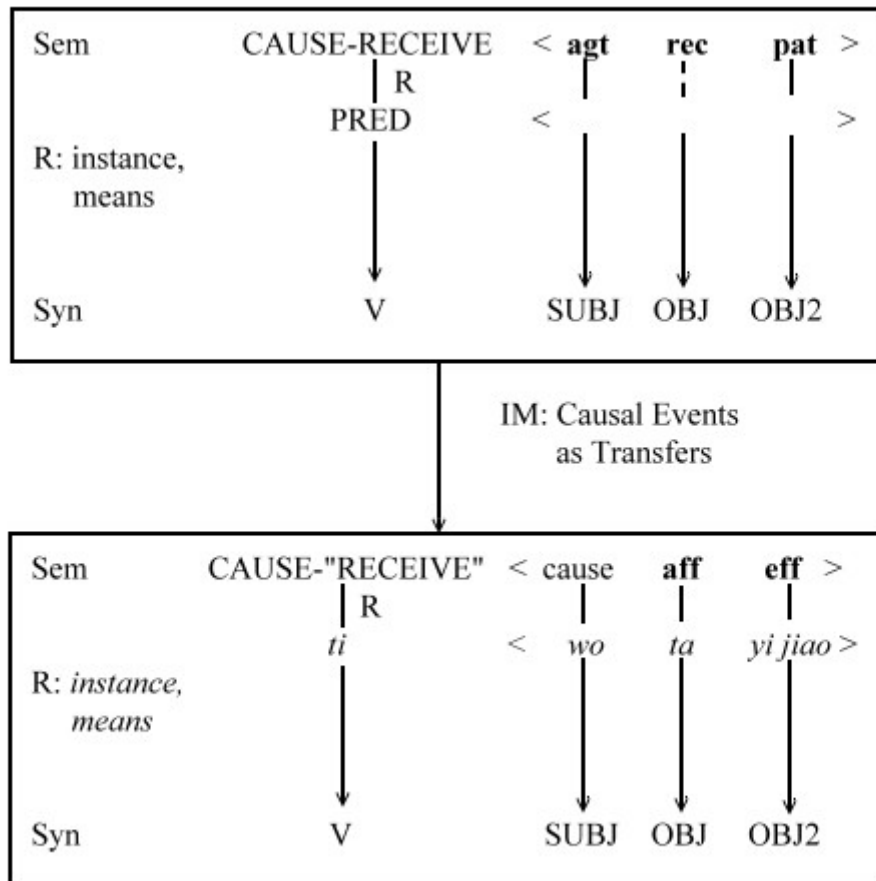 Sem CAUSE-RECEIVE < agt rec pat >
R
PRED < >
R: instance,
means
Syn V SUBJ OBJ OBJ2
IM: Causal Events
as Transfers
Sem CAUSE-"RECEIVE" < cause aff eff >
R
ti < wo ta yi jiao >
R: instance,
means
Syn V SUBJ OBJ OBJ2